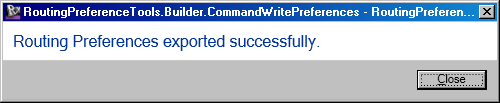 RoutingPreferenceTools.Builder.CommandWritePreferences - RoutingPreferen...
Routing Preferences exported successfully.
Close